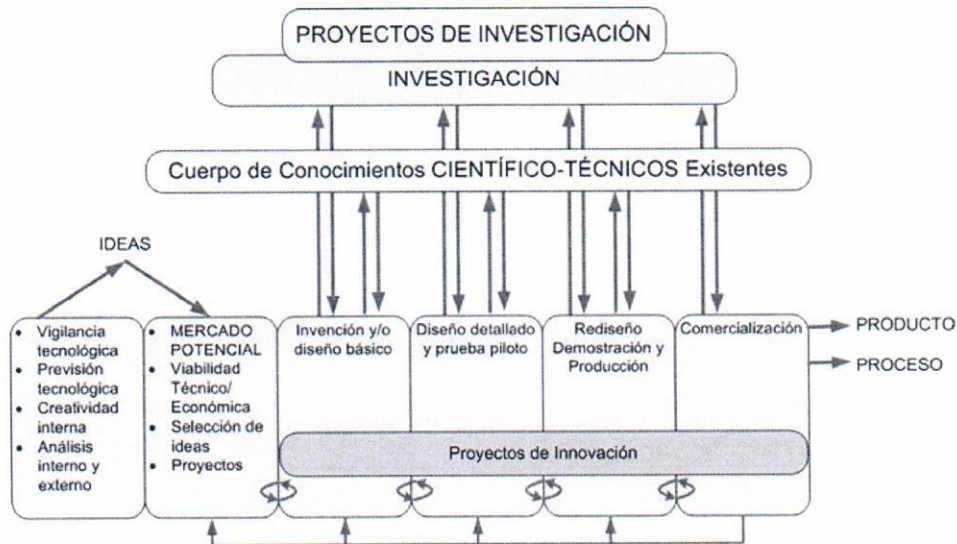 PROYECTOS DE INVESTIGACIÓN
INVESTIGACIÓN
Cuerpo de Conocimientos CIENTÍFICO-TÉCNICOS Existentes
IDEAS
• Vigilancia
tecnológica
• Previsión
tecnológica
• Creatividad
interna
• Análisis
interno y
externo
• MERCADO
POTENCIAL
• Viabilidad
Técnico/
Económica
• Selección de
ideas
• Proyectos
Invención y/o
diseño básico
Diseño detallado
y prueba piloto
Rediseño
Demostración y
Producción
Comercialización
PRODUCTO
PROCESO
Proyectos de Innovación